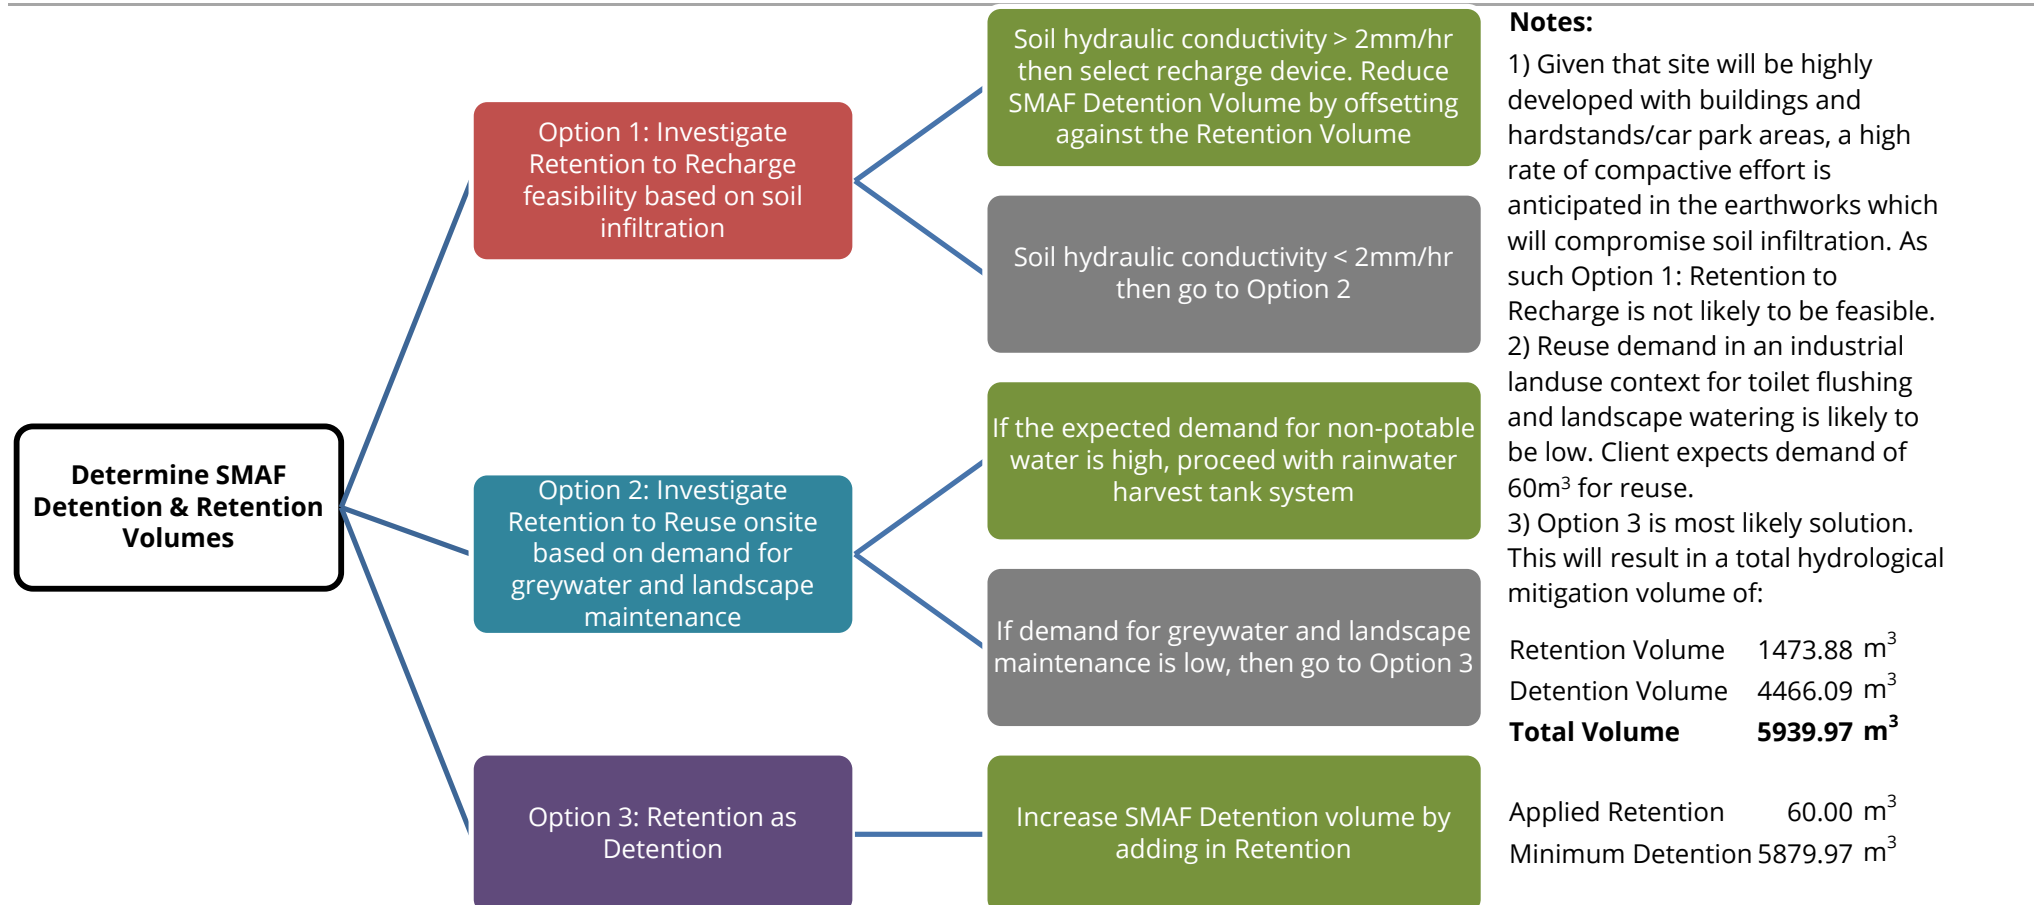 Determine SMAF
Detention & Retention
Volumes
Option 1: Investigate
Retention to Recharge
feasibility based on soil
infiltration
Soil hydraulic conductivity > 2mm/hr
then select recharge device. Reduce
SMAF Detention Volume by offsetting
against the Retention Volume
Soil hydraulic conductivity < 2mm/hr
then go to Option 2
Option 2: Investigate
Retention to Reuse onsite
based on demand for
greywater and landscape
maintenance
If the expected demand for non-potable
water is high, proceed with rainwater
harvest tank system
If demand for greywater and landscape
maintenance is low, then go to Option 3
Option 3: Retention as
Detention
Increase SMAF Detention volume by
adding in Retention
Notes:
1) Given that site will be highly
developed with buildings and
hardstands/car park areas, a high
rate of compactive effort is
anticipated in the earthworks which
will compromise soil infiltration. As
such Option 1: Retention to
Recharge is not likely to be feasible.
2) Reuse demand in an industrial
landuse context for toilet flushing
and landscape watering is likely to
be low. Client expects demand of
60m³ for reuse.
3) Option 3 is most likely solution.
This will result in a total hydrological
mitigation volume of:
Retention Volume 1473.88 m³
Detention Volume 4466.09 m³
Total Volume 5939.97 m³
Applied Retention 60.00 m³
Minimum Detention 5879.97 m³